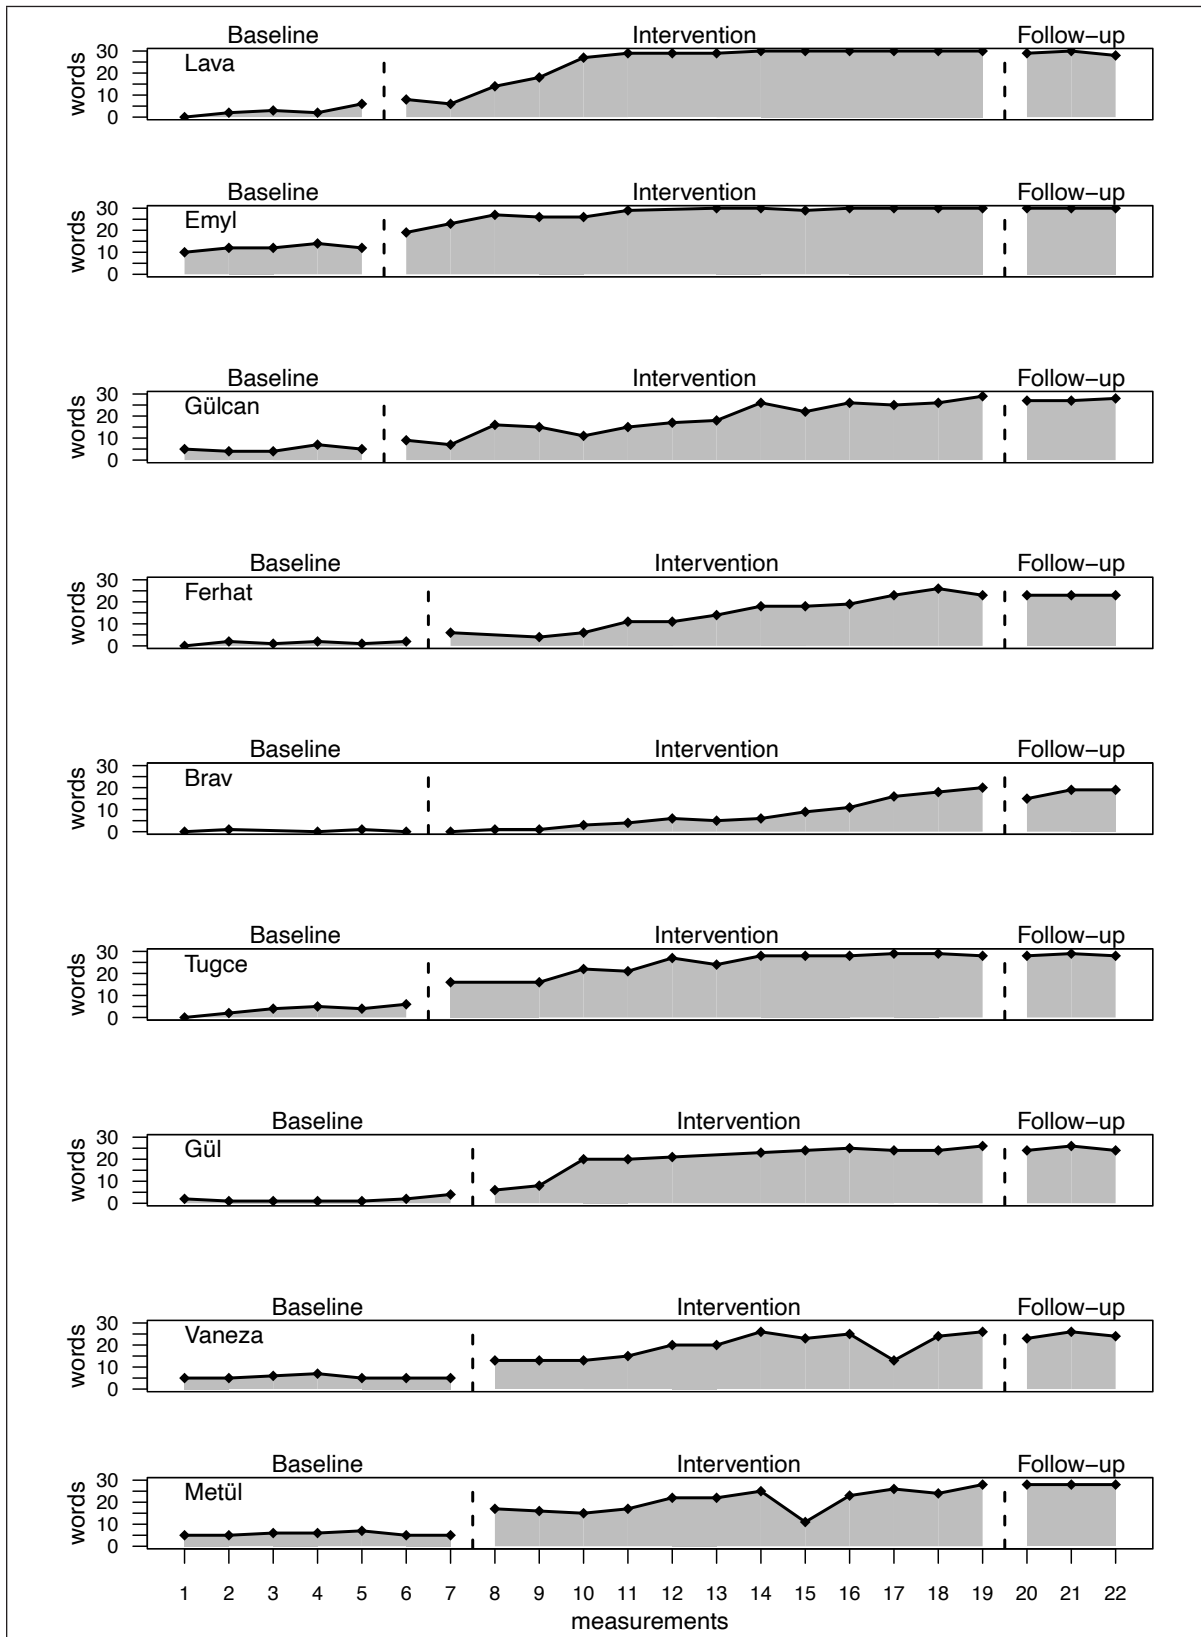 Baseline Intervention Follow−up
words
30
20
10
0
Lava
Baseline Intervention Follow−up
words
30
20
10
0
Emyl
Baseline Intervention Follow−up
words
30
20
10
0
Gülcan
Baseline Intervention Follow−up
words
30
20
10
0
Ferhat
Baseline Intervention Follow−up
words
30
20
10
0
Brav
Baseline Intervention Follow−up
words
30
20
10
0
Tugce
Baseline Intervention Follow−up
words
30
20
10
0
Gül
Baseline Intervention Follow−up
words
30
20
10
0
Vaneza
Baseline Intervention Follow−up
words
30
20
10
0
Metül
1 2 3 4 5 6 7 8 9 10 11 12 13 14 15 16 17 18 19 20 21 22
measurements